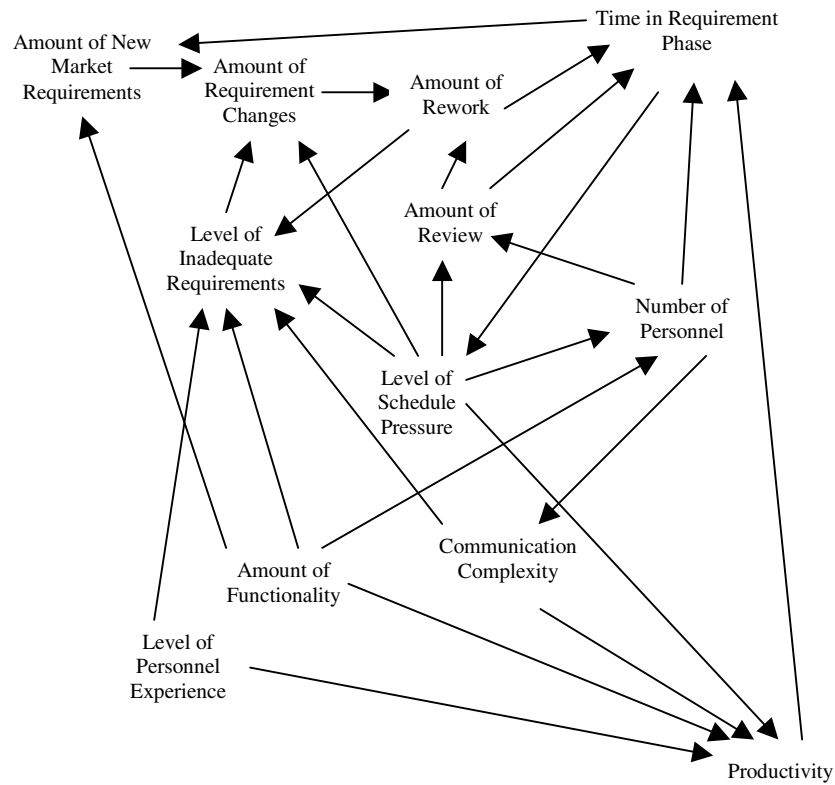 Time in Requirement
Phase
Amount of New
Market
Requirements
Amount of
Requirement
Changes
Amount of
Rework
Amount of
Review
Level of
Inadequate
Requirements
Number of
Personnel
Level of
Schedule
Pressure
Communication
Complexity
Amount of
Functionality
Level of
Personnel
Experience
Productivity